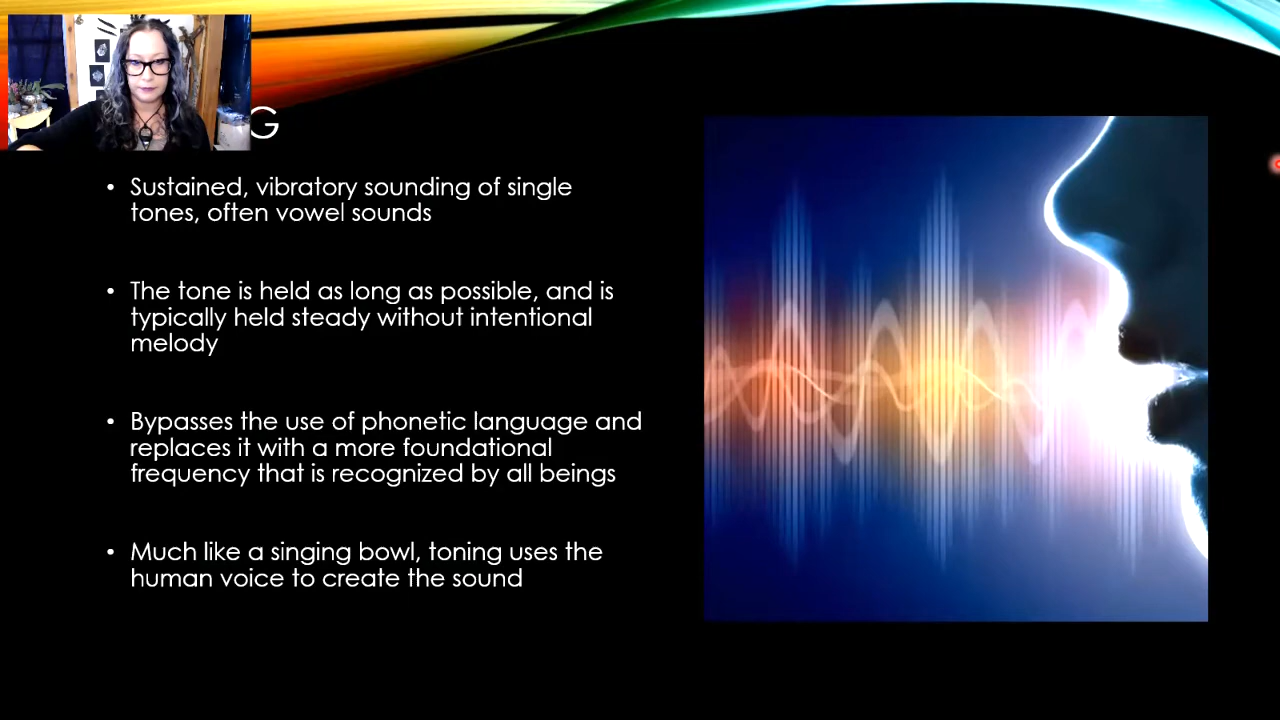 G
• Sustained, vibratory sounding of single
tones, often vowel sounds
• The tone is held as long as possible, and is
typically held steady without intentional
melody
• Bypasses the use of phonetic language and
replaces it with a more foundational
frequency that is recognized by all beings
• Much like a singing bowl, toning uses the
human voice to create the sound